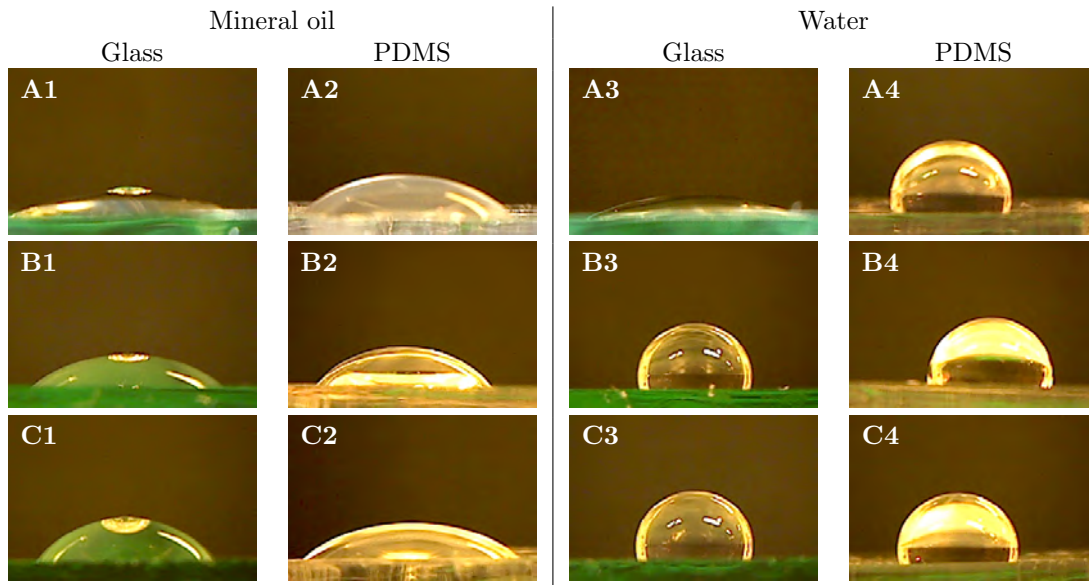 Mineral oil Water
Glass PDMS Glass PDMS
A1 A2 A3 A4
B1 B2 B3 B4
C1 C2 C3 C4